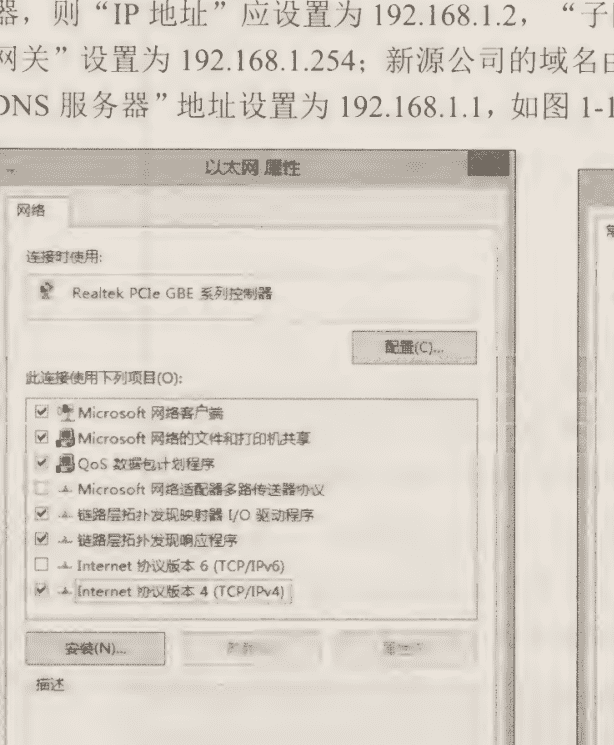 器，则“IP 地址”应设置为 192.168.1.2，“子
网关”设置为 192.168.1.254；新源公司的域名由
DNS 服务器”地址设置为 192.168.1.1，如图 1-1
以太网 属性
网络
连接时使用:
Realtek PCIe GBE 系列控制器
配置(C)...
此连接使用下列项目(O):
Microsoft 网络客户端
Microsoft 网络的文件和打印机共享
QoS 数据包计划程序
Microsoft 网络适配器多路传送器协议
链路层拓扑发现映射器 I/O 驱动程序
链路层拓扑发现响应程序
Internet 协议版本 6 (TCP/IPv6)
Internet 协议版本 4 (TCP/IPv4)
安装(N)...
描述